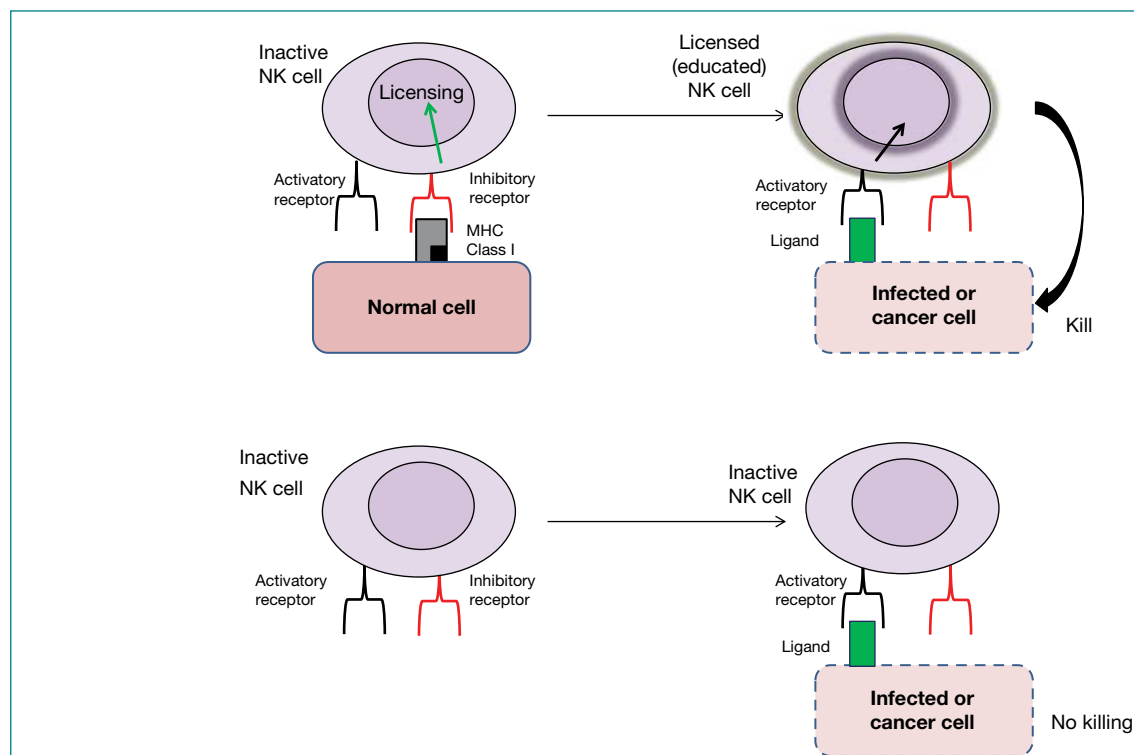 Inactive
NK cell
Licensing
Activatory
receptor
Inhibitory
receptor
MHC
Class I
Normal cell
Licensed
(educated)
NK cell
Activatory
receptor
Ligand
Infected or
cancer cell
Kill
Inactive
NK cell
Activatory
receptor
Inhibitory
receptor
Inactive
NK cell
Activatory
receptor
Ligand
Infected or
cancer cell
No killing